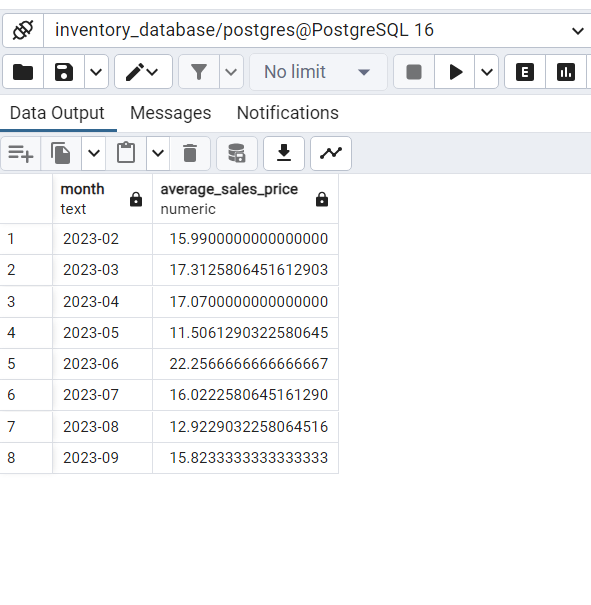 inventory_database/postgres@PostgreSQL 16
No limit
E
Data Output Messages Notifications
month average_sales_price
text numeric
1 2023-02 15.9900000000000000
2 2023-03 17.3125806451612903
3 2023-04 17.0700000000000000
4 2023-05 11.5061290322580645
5 2023-06 22.2566666666666667
6 2023-07 16.0222580645161290
7 2023-08 12.9229032258064516
8 2023-09 15.8233333333333333